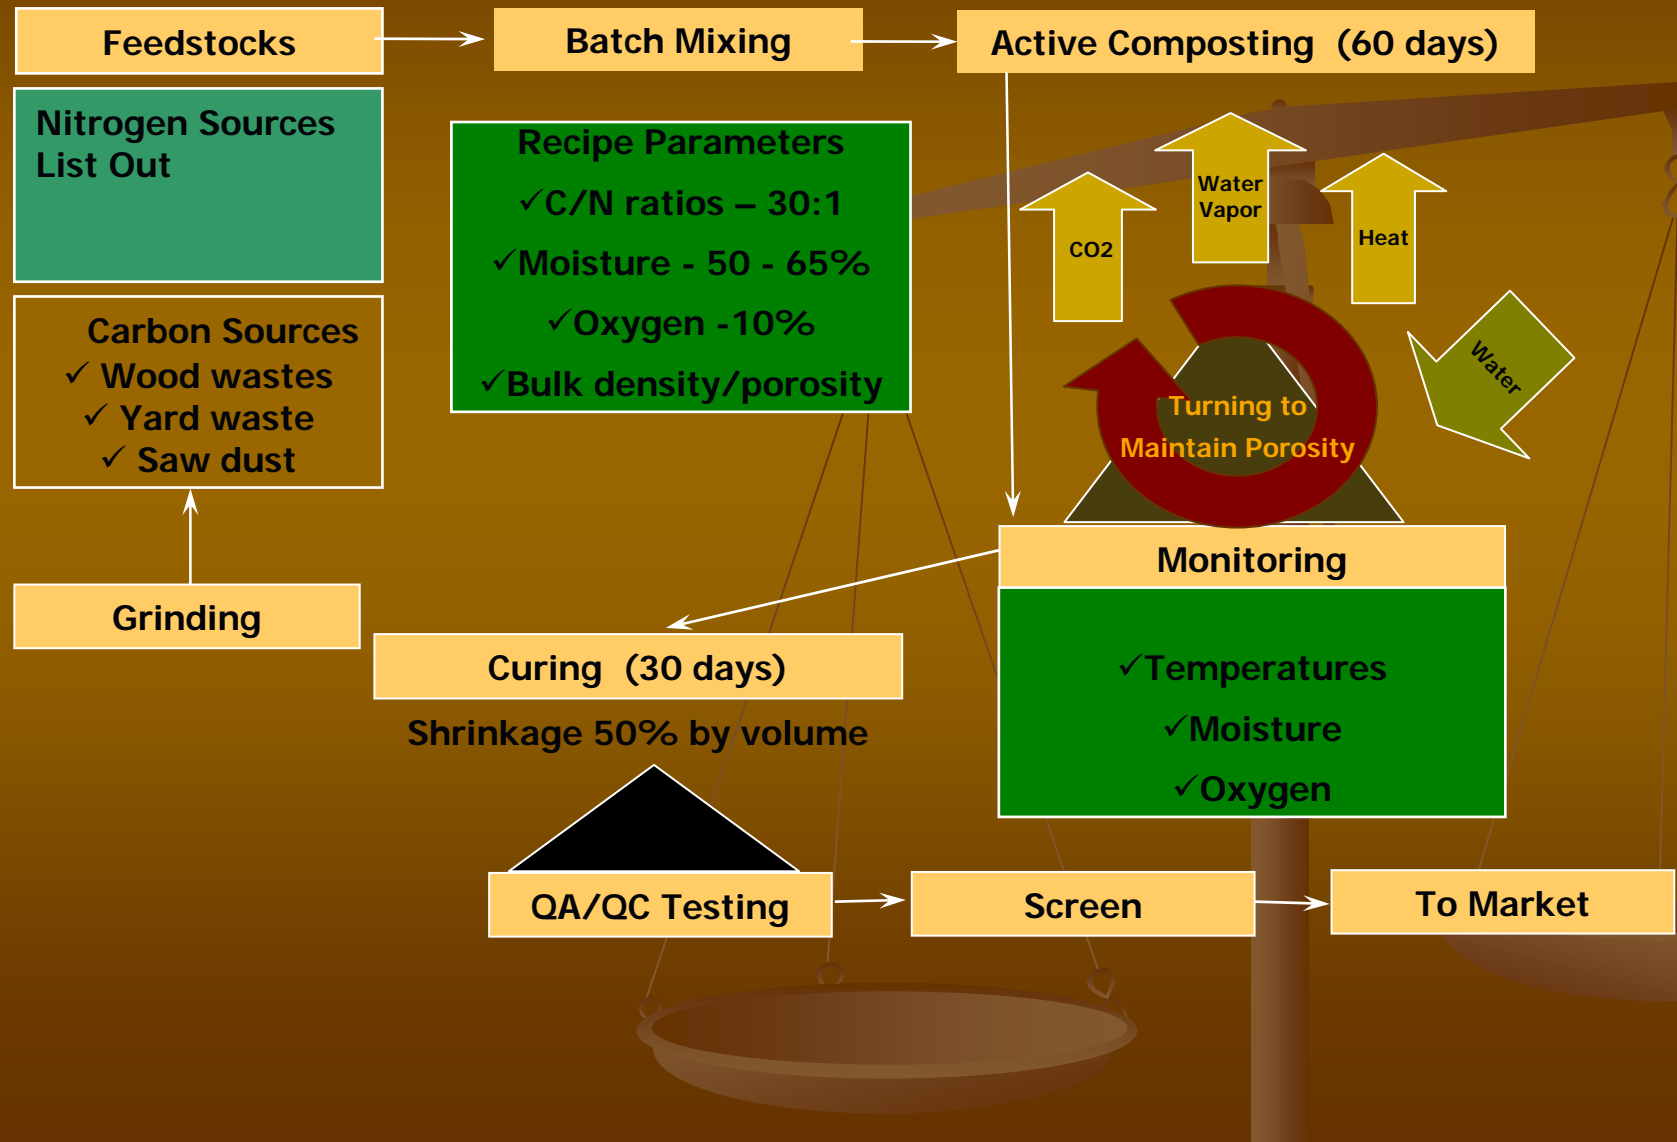 Feedstocks
Batch Mixing
Active Composting (60 days)
Nitrogen Sources
List Out
Carbon Sources
✓ Wood wastes
✓ Yard waste
✓ Saw dust
Grinding
Recipe Parameters
✓C/N ratios – 30:1
✓Moisture - 50 - 65%
✓Oxygen -10%
✓Bulk density/porosity
CO2
Water
Vapor
Heat
Water
Turning to
Maintain Porosity
Monitoring
✓Temperatures
✓Moisture
✓Oxygen
Curing (30 days)
Shrinkage 50% by volume
QA/QC Testing
Screen
To Market